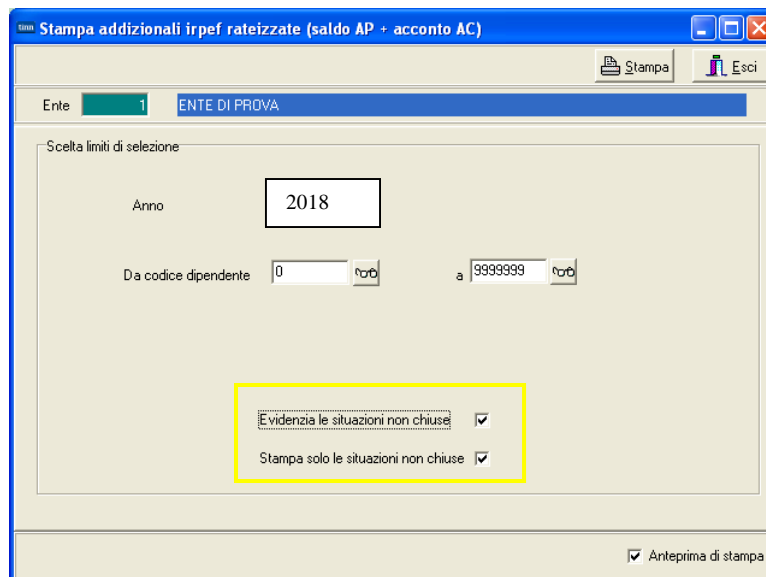 tinn Stampa addizionali irpef rateizzate (saldo AP + acconto AC)
Stampa Esci
Ente 1 ENTE DI PROVA
Scelta limiti di selezione
Anno 2018
Da codice dipendente 0 a 9999999
Evidenzia le situazioni non chiuse
Stampa solo le situazioni non chiuse
Anteprima di stampa